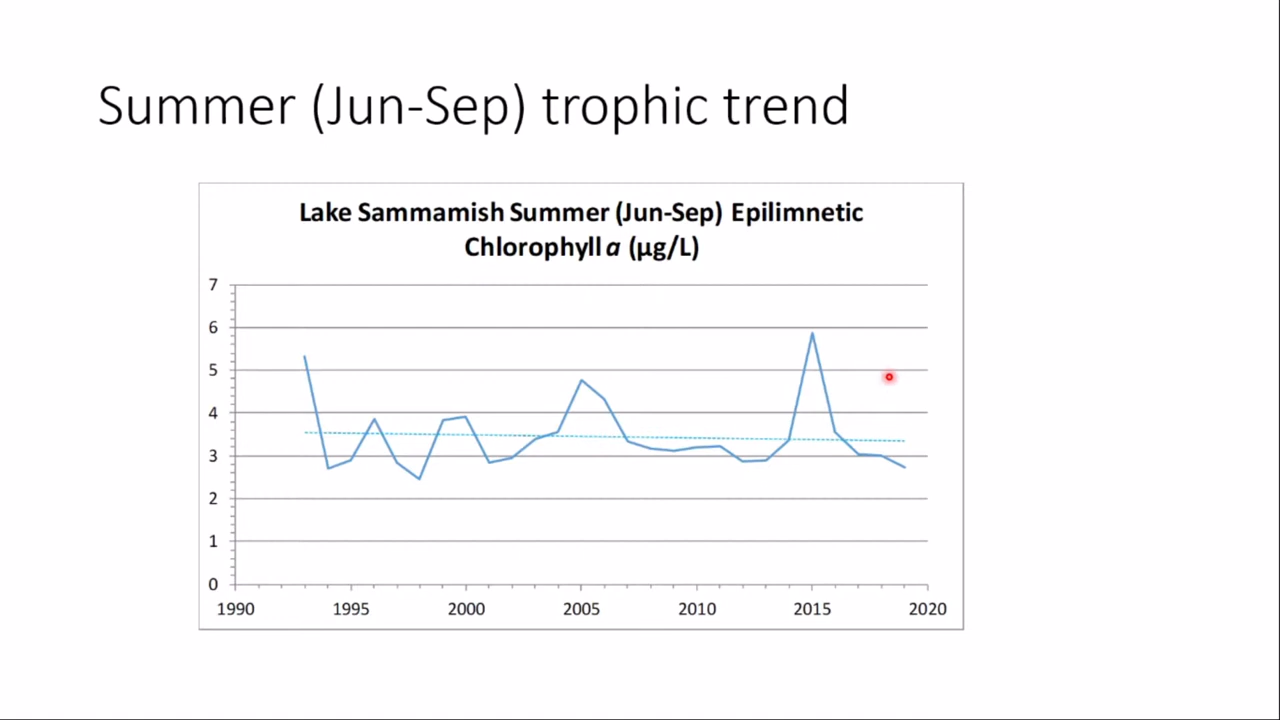 Summer (Jun-Sep) trophic trend
Lake Sammamish Summer (Jun-Sep) Epilimnetic
Chlorophyll a (µg/L)
7
6
5
4
3
2
1
0
1990 1995 2000 2005 2010 2015 2020